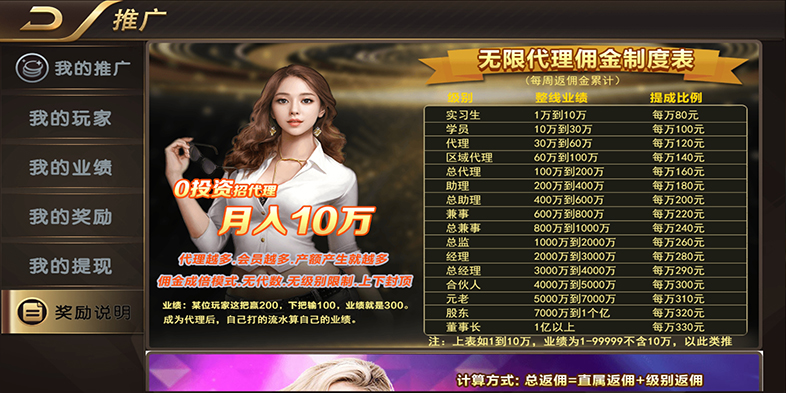 推广
我的推广
我的玩家
我的业绩
我的奖励
我的提现
奖励说明
0投资招代理
月入10万
代理越多.会员越多.产额产生就越多
佣金成倍模式.无代数.无级别限制.上下封顶
业绩：某位玩家这把赢200，下把输100，业绩就是300。
成为代理后，自己打的流水算自己的业绩。
无限代理佣金制度表
（每周返佣金累计）
级别 整线业绩 提成比例
实习生 1万到10万 每万80元
学员 10万到30万 每万100元
代理 30万到60万 每万120元
区域代理 60万到100万 每万140元
总代理 100万到200万 每万160元
助理 200万到400万 每万180元
总助理 400万到600万 每万200元
兼事 600万到800万 每万220元
总兼事 800万到1000万 每万240元
总监 1000万到2000万 每万260元
经理 2000万到3000万 每万280元
总经理 3000万到4000万 每万290元
合伙人 4000万到5000万 每万300元
元老 5000万到7000万 每万310元
股东 7000万到1个亿 每万320元
董事长 1亿以上 每万330元
注：上表如1到10万，业绩为1-99999不含10万，以此类推
计算方式：总返佣=直属返佣+级别返佣